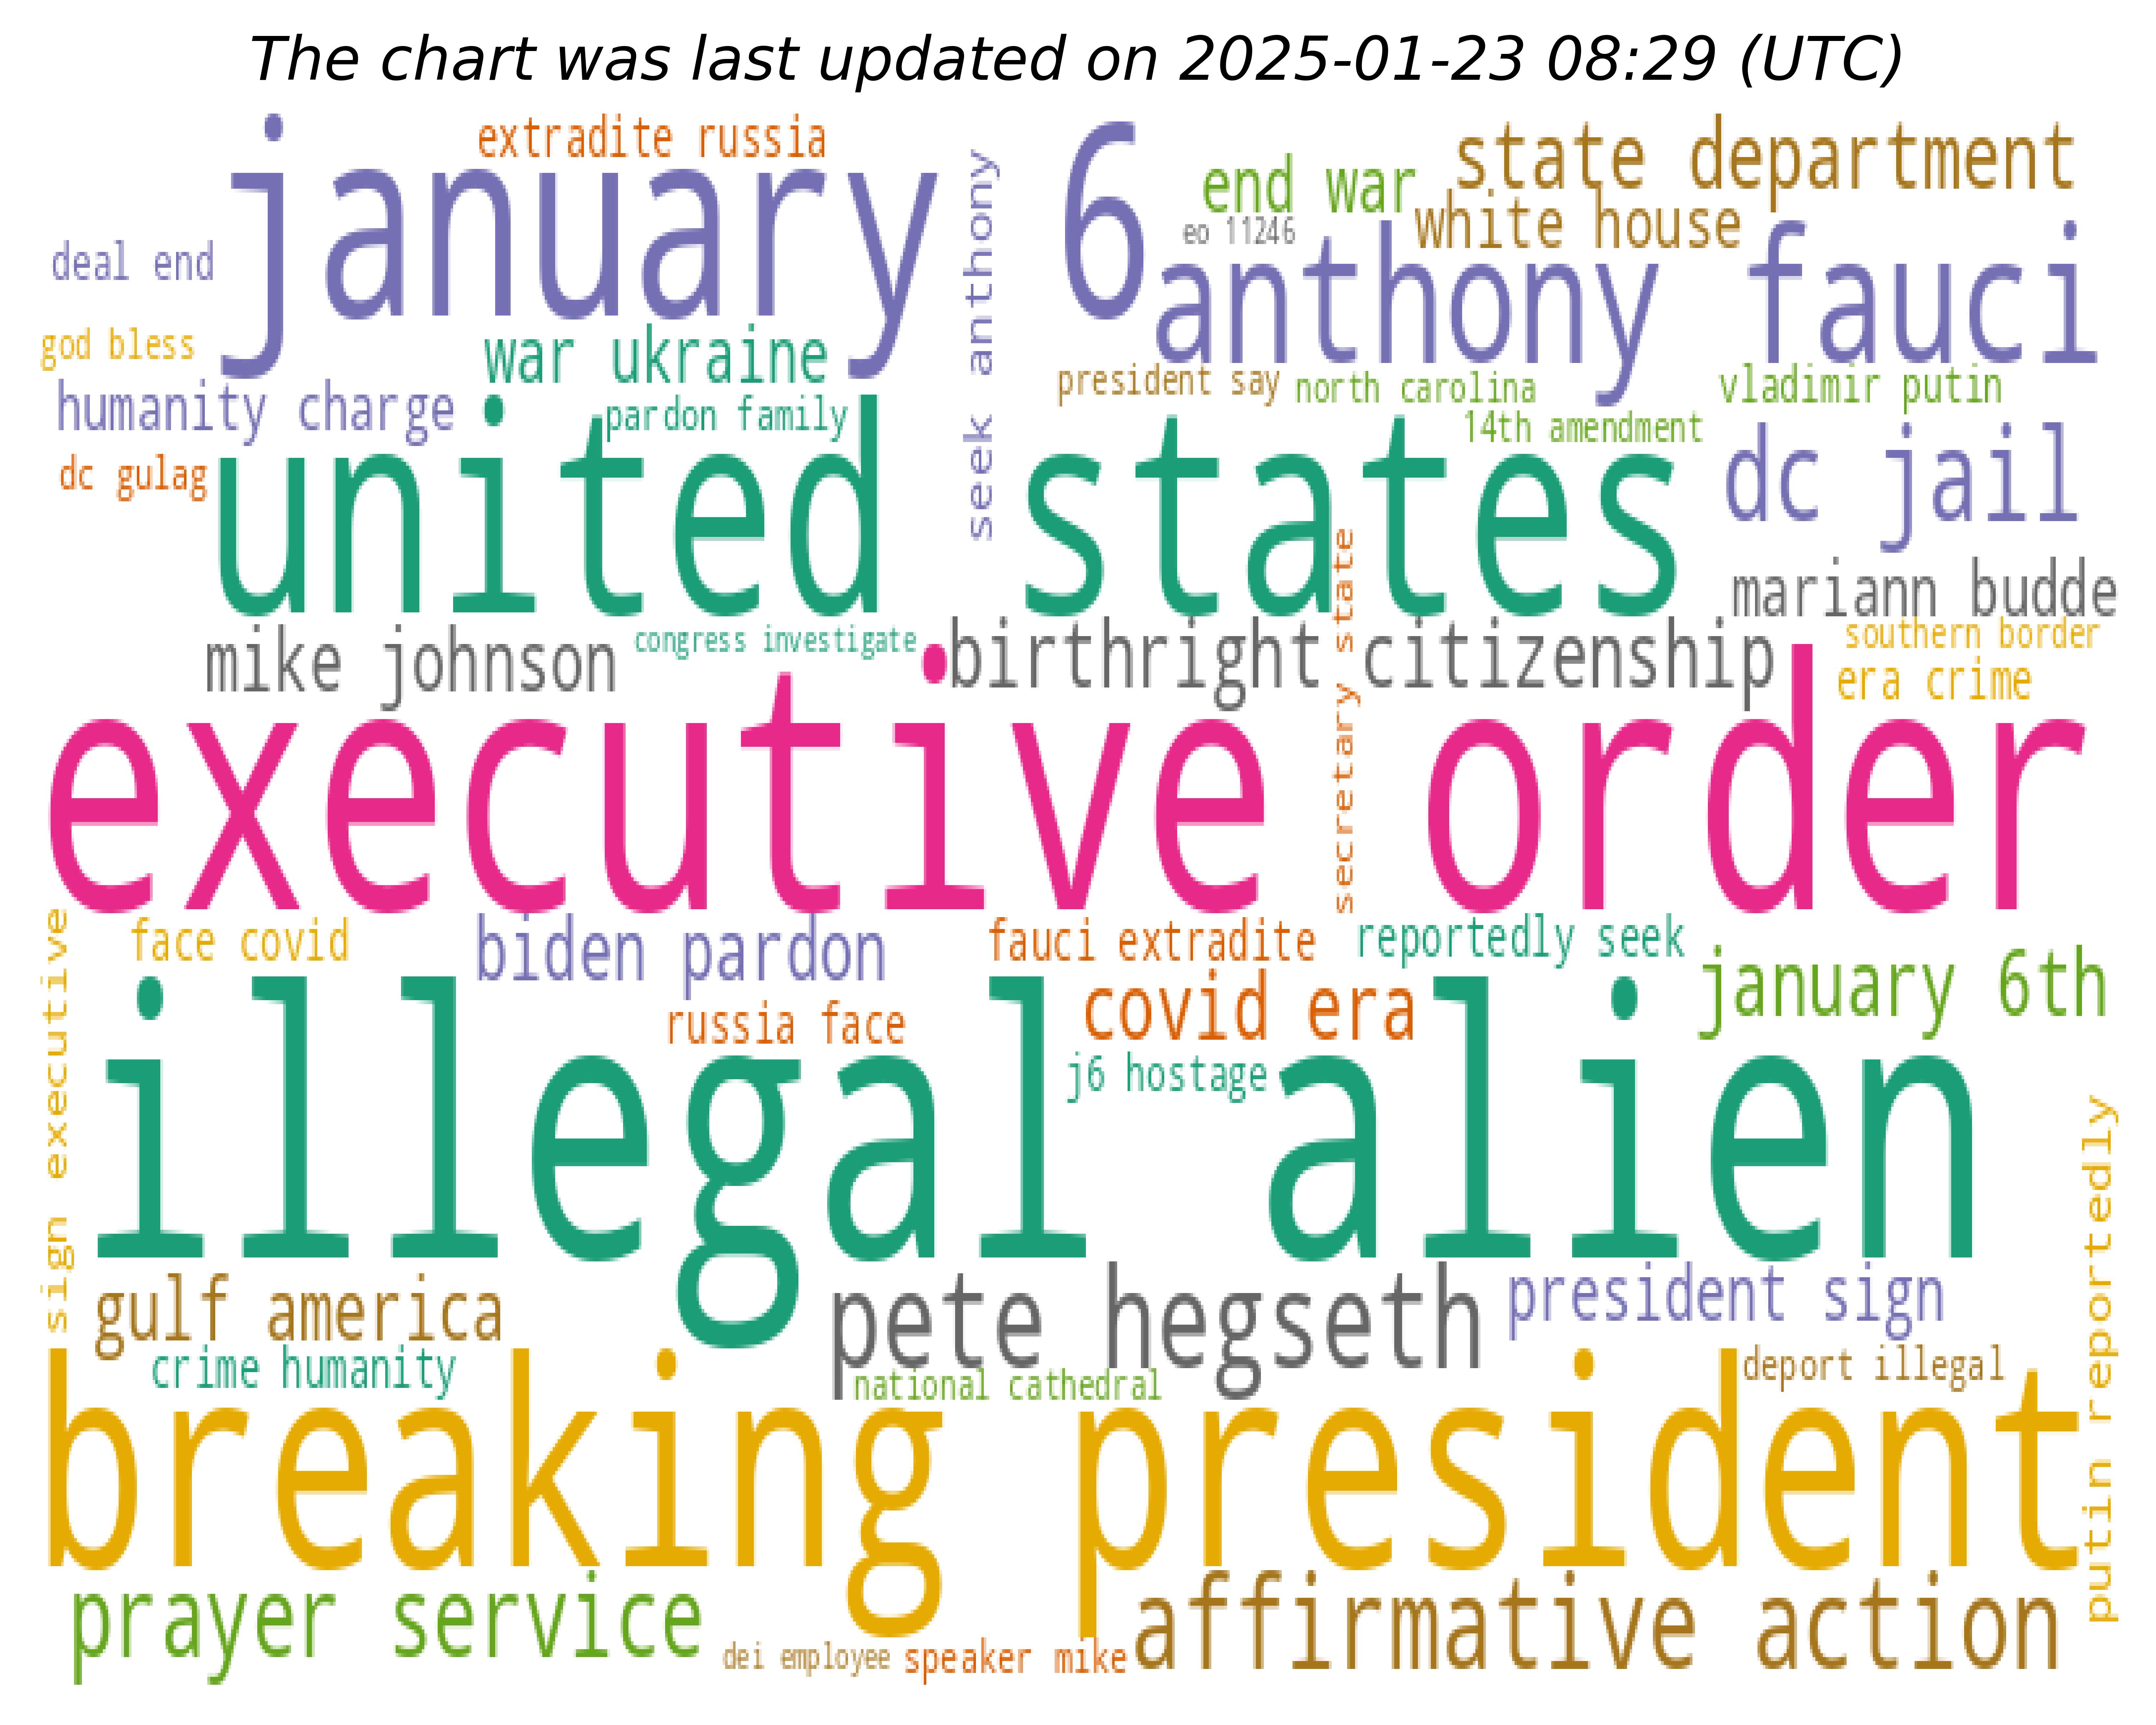 The chart was last updated on 2025-01-23 08:29 (UTC)
extradite russia
january 6
seek anthony
end war
state department
eo 11246
white house
deal end
anthony fauci
god bless
war ukraine
president say
north carolina
vladimir putin
humanity charge
pardon family
14th amendment
dc gulag
united states
dc jail
mariann budde
mike johnson
congress investigate
birthright citizenship
secretary state
southern border
era crime
executive order
sign executive
face covid
biden pardon
fauci extradite
reportedly seek
january 6th
russia face
covid era
j6 hostage
illegal alien
putin reportedly
gulf america
pete hegseth
president sign
crime humanity
national cathedral
deport illegal
breaking president
prayer service
dei employee
speaker mike
affirmative action